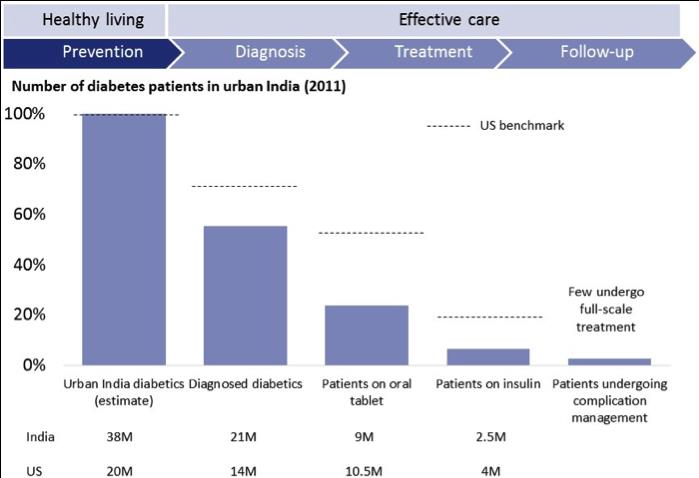 Healthy living
Effective care
Prevention
Diagnosis
Treatment
Follow-up
Number of diabetes patients in urban India (2011)
US benchmark
100%
80%
60%
40%
20%
0%
Few undergo
full-scale
treatment
Urban India diabetics
(estimate)
Diagnosed diabetics
Patients on oral
tablet
Patients on insulin
Patients undergoing
complication
management
India 38M 21M 9M 2.5M
US 20M 14M 10.5M 4M